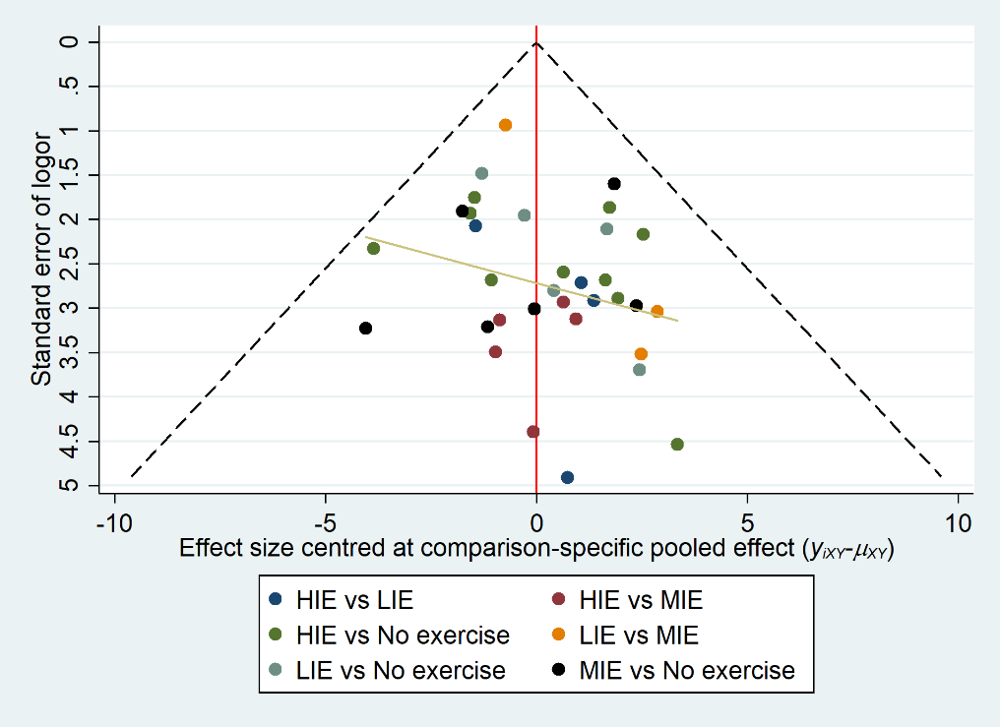 Standard error of logor
0
.5
1
1.5
2
2.5
3
3.5
4
4.5
5
-10 -5 0 5 10
Effect size centred at comparison-specific pooled effect (yiXY-μXY)
HIE vs LIE HIE vs MIE
HIE vs No exercise LIE vs MIE
LIE vs No exercise MIE vs No exercise